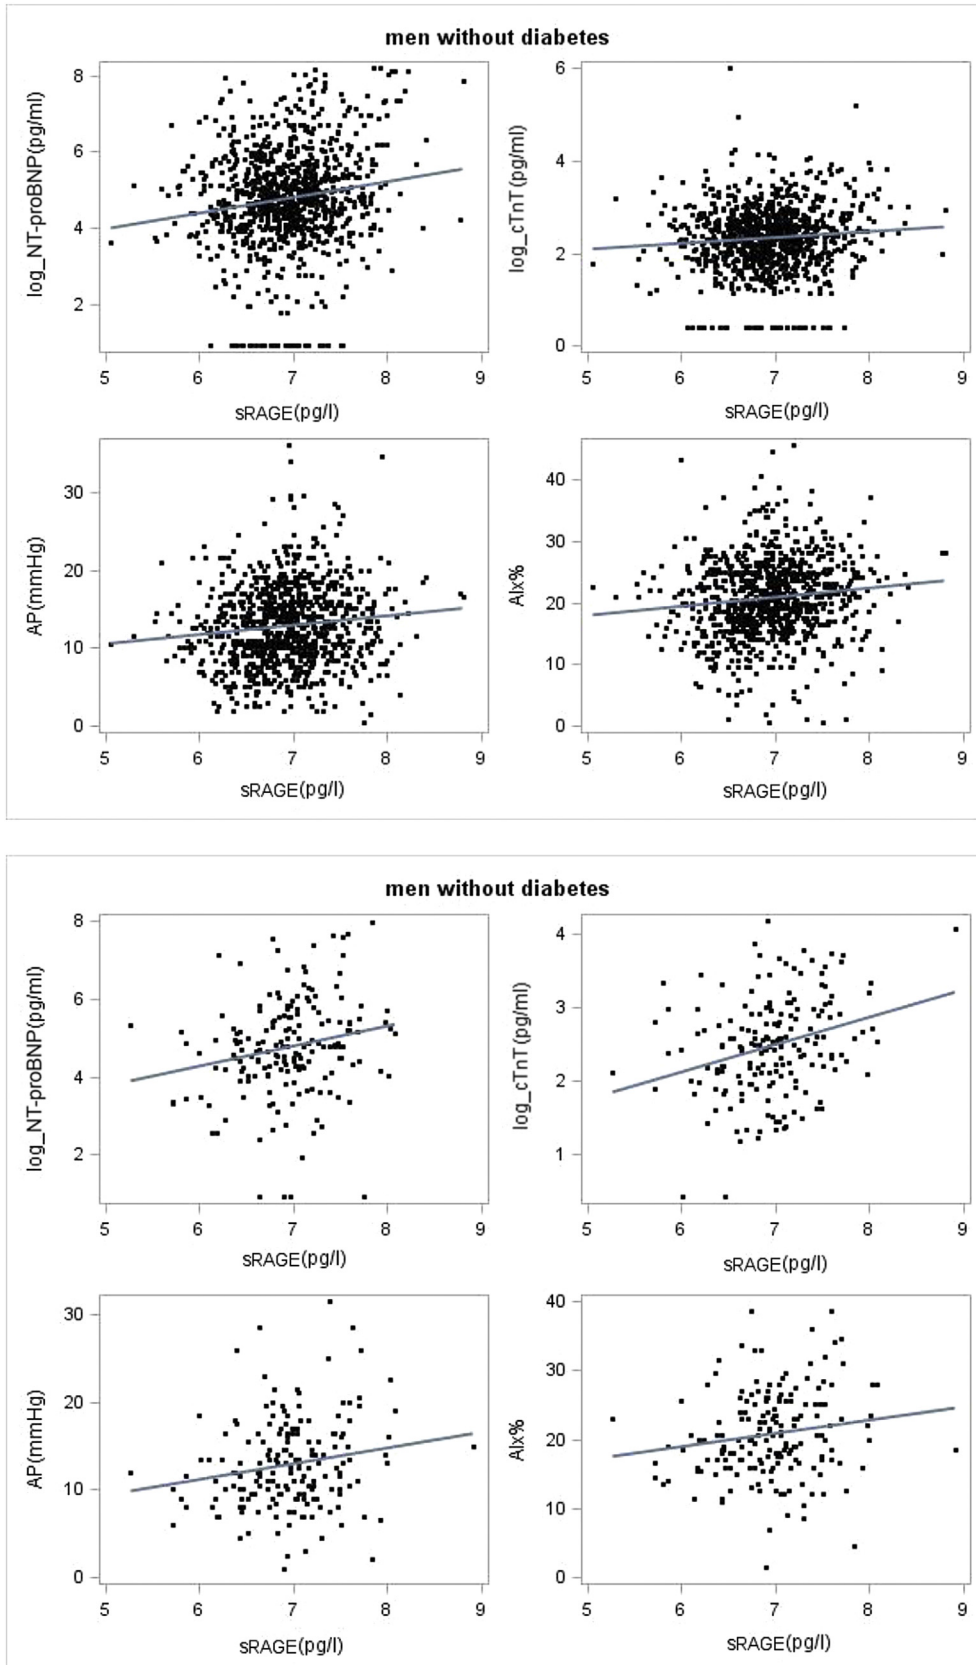 men without diabetes
log_NT-proBNP(pg/ml)
8
6
4
2
5 6 7 8 9
sRAGE(pg/l)
log_cTnT(pg/ml)
6
4
2
0
5 6 7 8 9
sRAGE(pg/l)
AP(mmHg)
30
20
10
0
5 6 7 8 9
sRAGE(pg/l)
AIx%
40
30
20
10
0
5 6 7 8 9
sRAGE(pg/l)
men without diabetes
log_NT-proBNP(pg/ml)
8
6
4
2
5 6 7 8 9
sRAGE(pg/l)
log_cTnT(pg/ml)
4
3
2
1
5 6 7 8 9
sRAGE(pg/l)
AP(mmHg)
30
20
10
0
5 6 7 8 9
sRAGE(pg/l)
AIx%
40
30
20
10
0
5 6 7 8 9
sRAGE(pg/l)